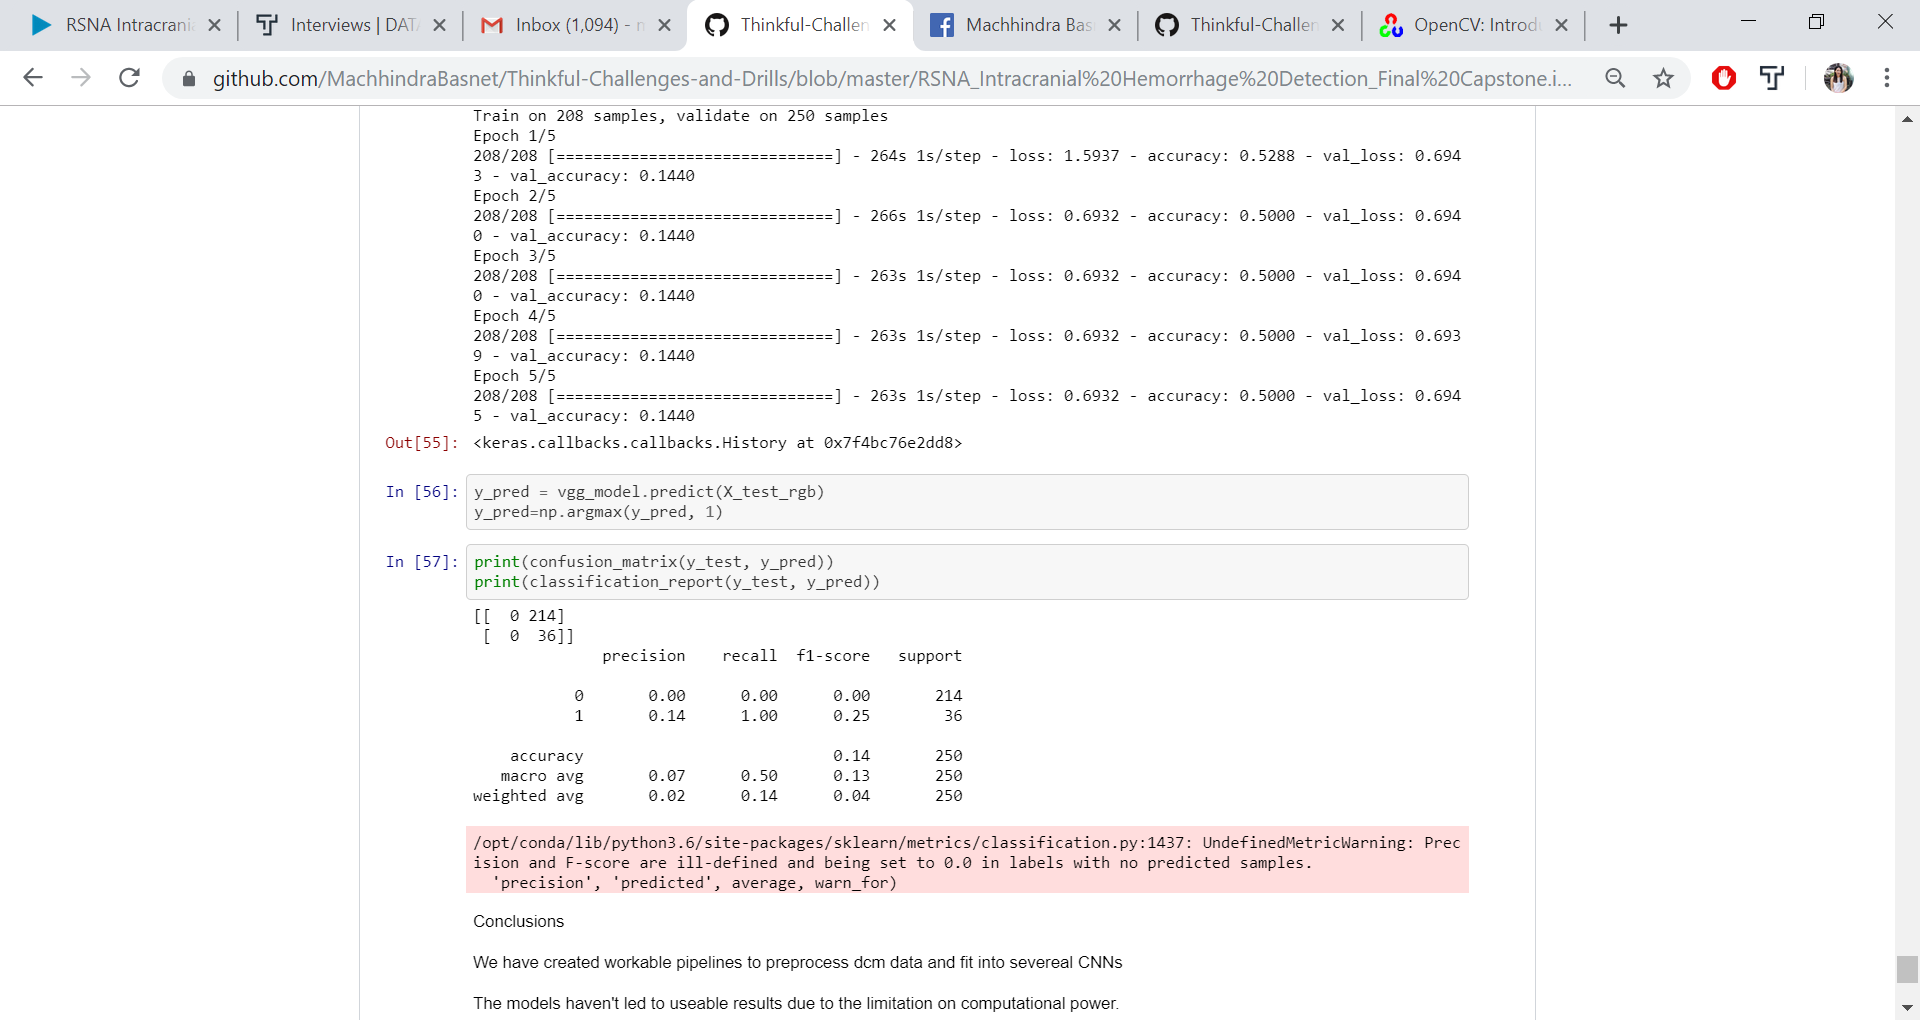 RSNA Intracrani
Interviews | DATA
Inbox (1,094) - m
Thinkful-Challen
Machhindra Bas
Thinkful-Challen
OpenCV: Introdu
github.com/MachhindraBasnet/Thinkful-Challenges-and-Drills/blob/master/RSNA_Intracranial%20Hemorrhage%20Detection_Final%20Capstone.i...
Train on 208 samples, validate on 250 samples
Epoch 1/5
208/208 [==============================] - 264s 1s/step - loss: 1.5937 - accuracy: 0.5288 - val_loss: 0.694
3 - val_accuracy: 0.1440
Epoch 2/5
208/208 [==============================] - 266s 1s/step - loss: 0.6932 - accuracy: 0.5000 - val_loss: 0.694
0 - val_accuracy: 0.1440
Epoch 3/5
208/208 [==============================] - 263s 1s/step - loss: 0.6932 - accuracy: 0.5000 - val_loss: 0.694
0 - val_accuracy: 0.1440
Epoch 4/5
208/208 [==============================] - 263s 1s/step - loss: 0.6932 - accuracy: 0.5000 - val_loss: 0.693
9 - val_accuracy: 0.1440
Epoch 5/5
208/208 [==============================] - 263s 1s/step - loss: 0.6932 - accuracy: 0.5000 - val_loss: 0.694
5 - val_accuracy: 0.1440
Out[55]: <keras.callbacks.callbacks.History at 0x7f4bc76e2dd8>
In [56]: y_pred = vgg_model.predict(X_test_rgb)
y_pred=np.argmax(y_pred, 1)
In [57]: print(confusion_matrix(y_test, y_pred))
print(classification_report(y_test, y_pred))
[[  0 214]
 [  0  36]]
precision    recall  f1-score   support
0       0.00      0.00      0.00       214
1       0.14      1.00      0.25        36
accuracy                           0.14       250
macro avg       0.07      0.50      0.13       250
weighted avg       0.02      0.14      0.04       250
/opt/conda/lib/python3.6/site-packages/sklearn/metrics/classification.py:1437: UndefinedMetricWarning: Prec
ision and F-score are ill-defined and being set to 0.0 in labels with no predicted samples.
'precision', 'predicted', average, warn_for)
Conclusions
We have created workable pipelines to preprocess dcm data and fit into severeal CNNs
The models haven't led to useable results due to the limitation on computational power.